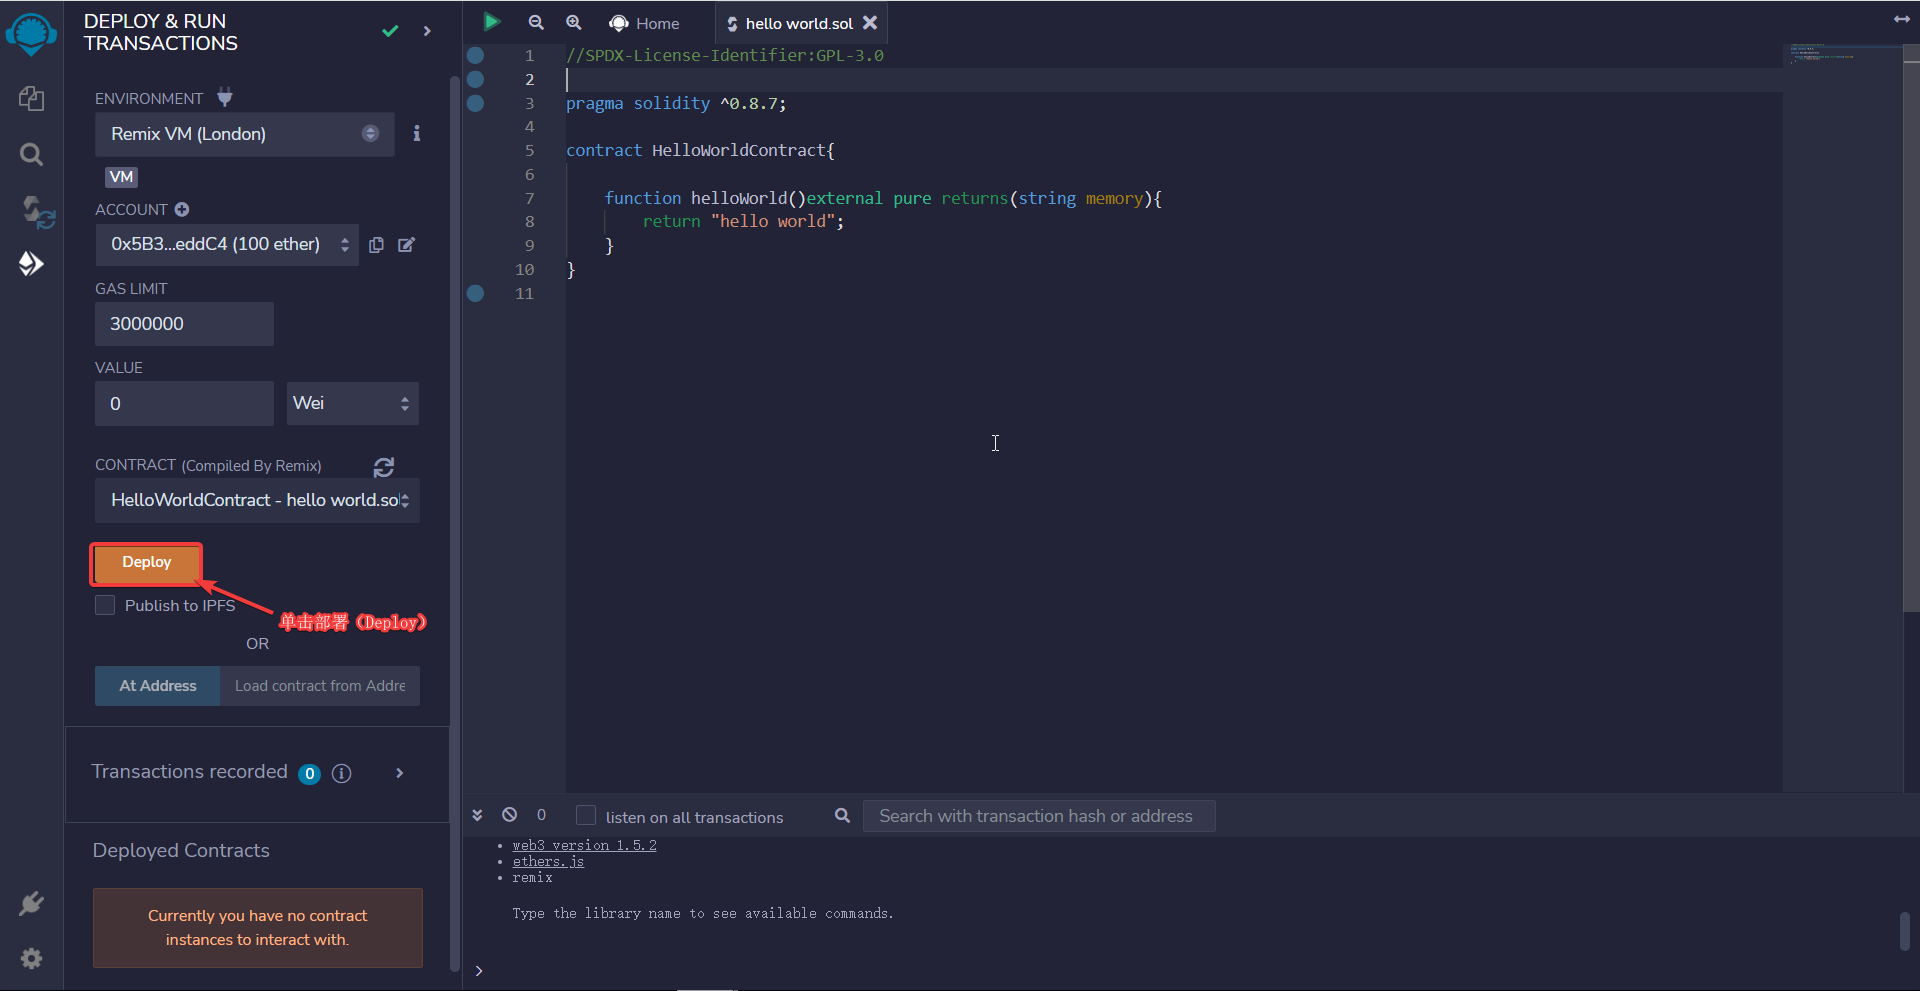 DEPLOY & RUN
TRANSACTIONS
ENVIRONMENT
Remix VM (London)
VM
ACCOUNT
0x5B3...eddC4 (100 ether)
GAS LIMIT
3000000
VALUE
0
Wei
CONTRACT (Compiled By Remix)
HelloWorldContract - hello world.sol
Deploy
Publish to IPFS
单击部署（Deploy）
OR
At Address
Load contract from Addre
Transactions recorded 0
Deployed Contracts
Currently you have no contract
instances to interact with.
Home
hello world.sol
1 //SPDX-License-Identifier:GPL-3.0
2
3 pragma solidity ^0.8.7;
4
5 contract HelloWorldContract{
6
7 function helloWorld()external pure returns(string memory){
8 return "hello world";
9 }
10 }
11
0
listen on all transactions
Search with transaction hash or address
• web3 version 1.5.2
• ethers.js
• remix
Type the library name to see available commands.
>